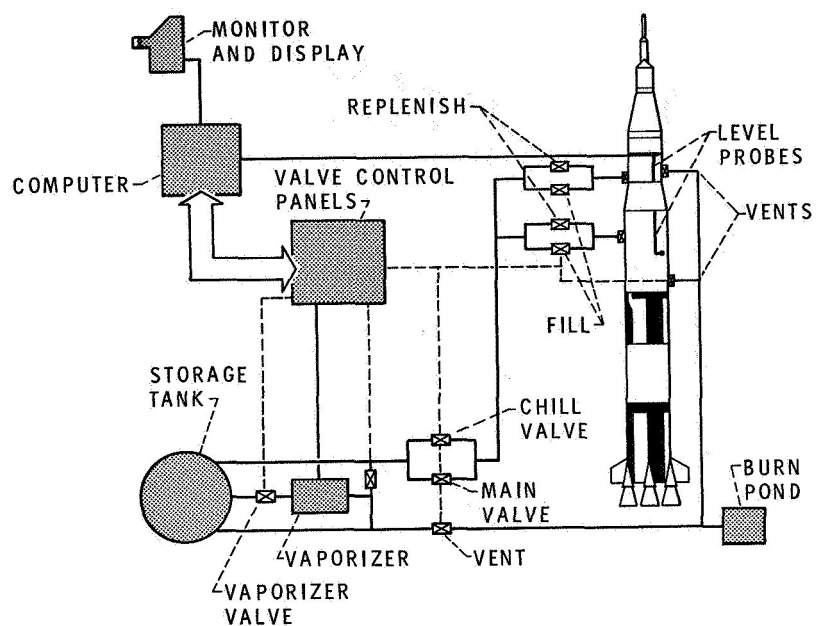 MONITOR
AND DISPLAY
REPLENISH
LEVEL
PROBES
COMPUTER
VALVE CONTROL
PANELS
VENTS
FILL
STORAGE
TANK
CHILL
VALVE
BURN
POND
MAIN
VALVE
VAPORIZER
VENT
VAPORIZER
VALVE